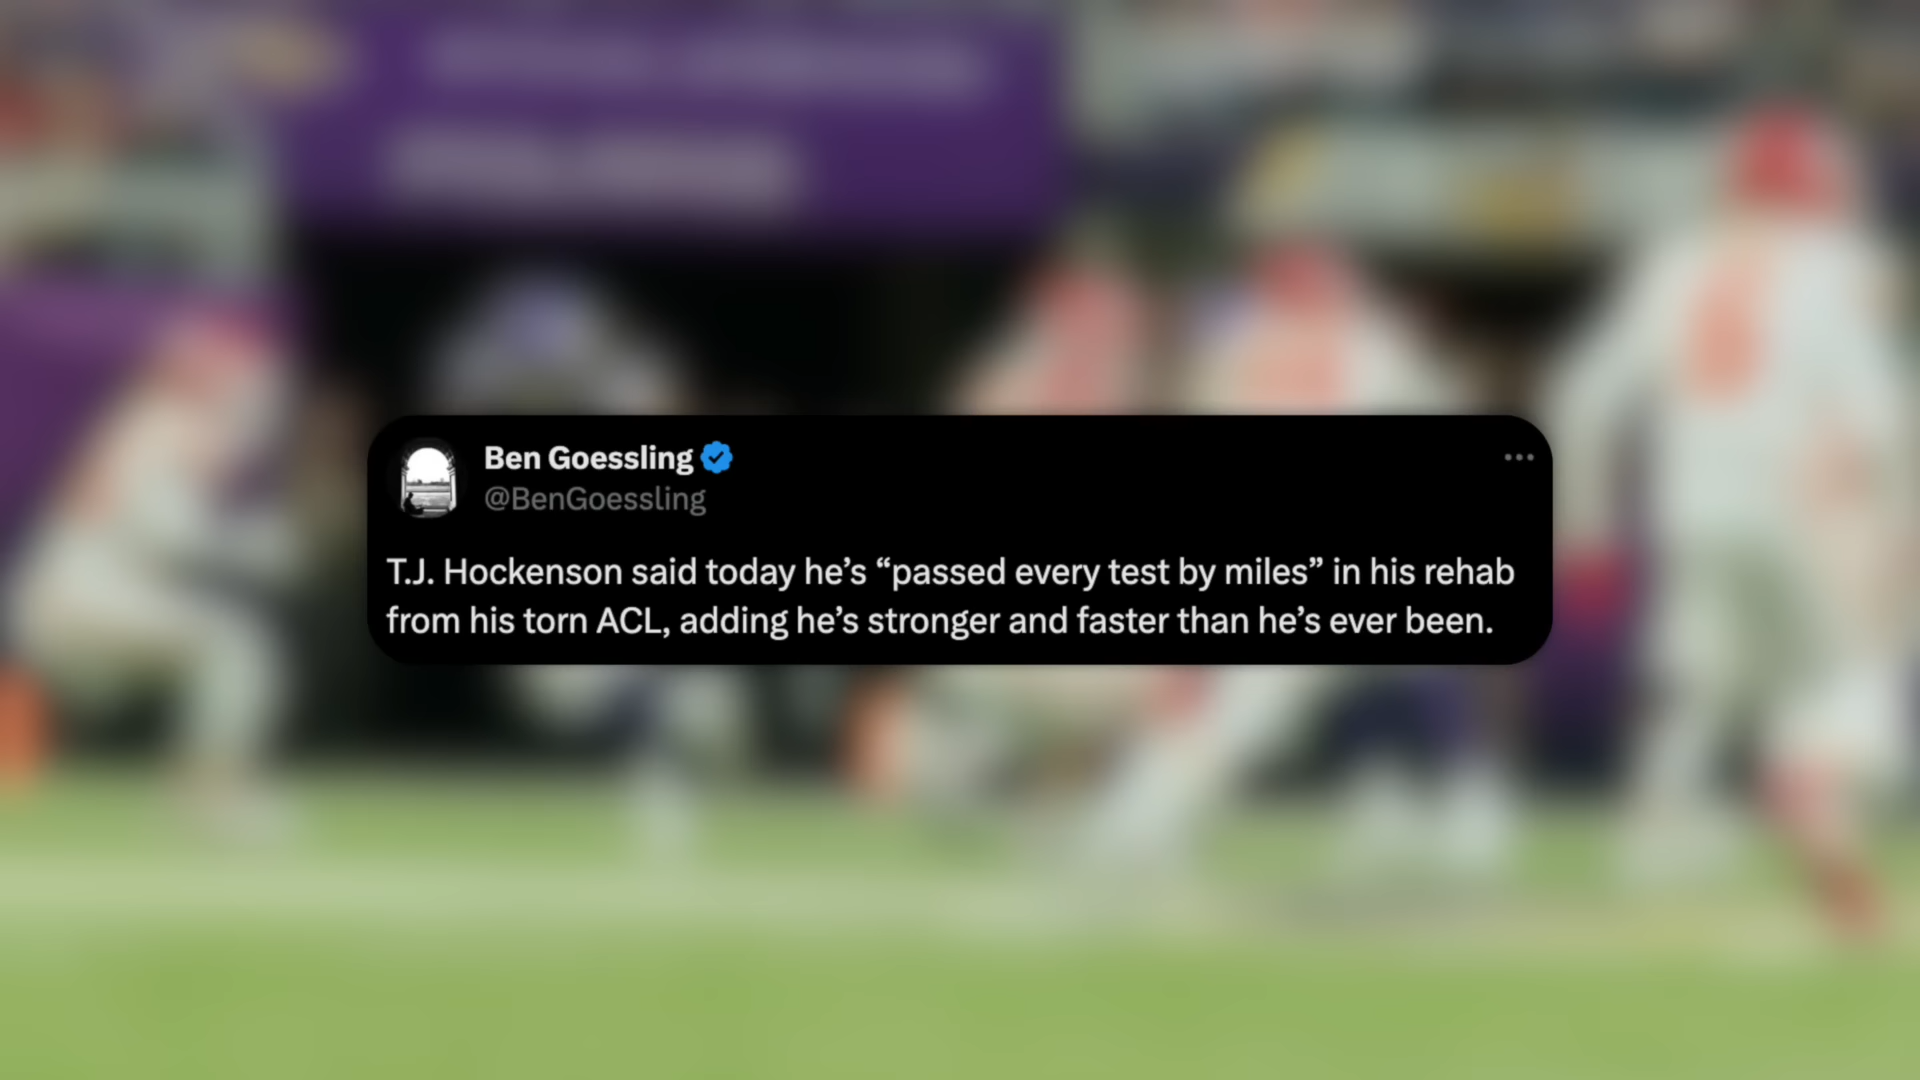 Ben Goessling
@BenGoessling
T.J. Hockenson said today he’s “passed every test by miles” in his rehab
from his torn ACL, adding he’s stronger and faster than he’s ever been.